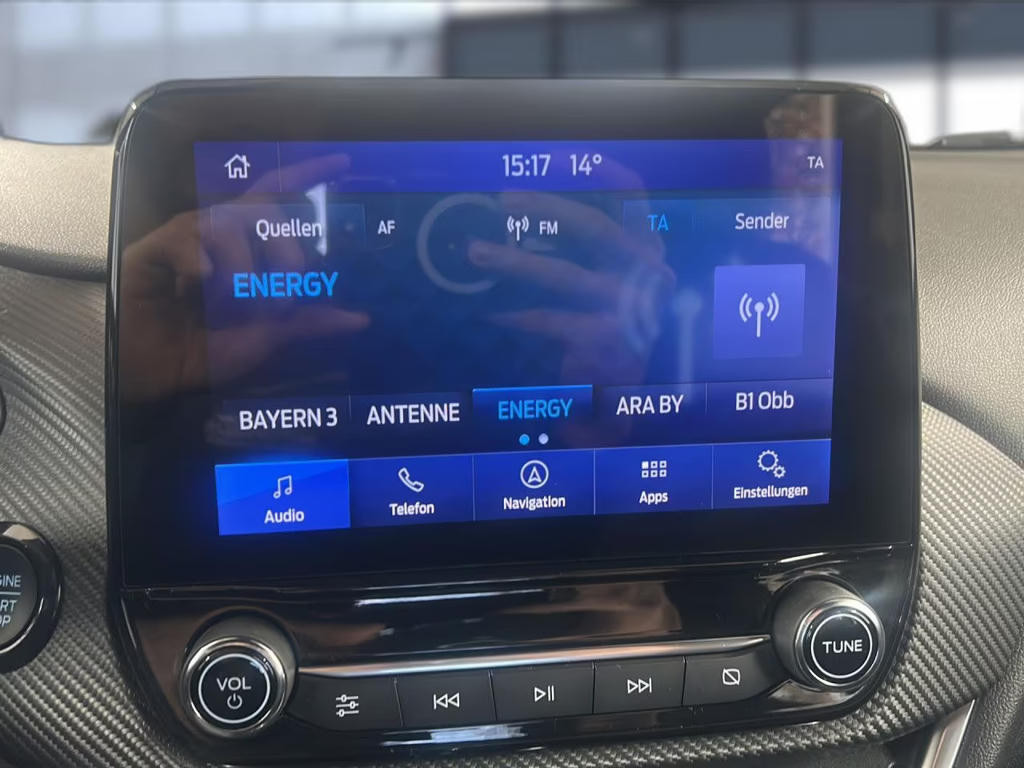 15:17 14° TA
Quellen AF FM TA Sender
ENERGY
BAYERN 3 ANTENNE ENERGY ARA BY B1 Obb
Audio Telefon Navigation Apps Einstellungen
VOL
TUNE